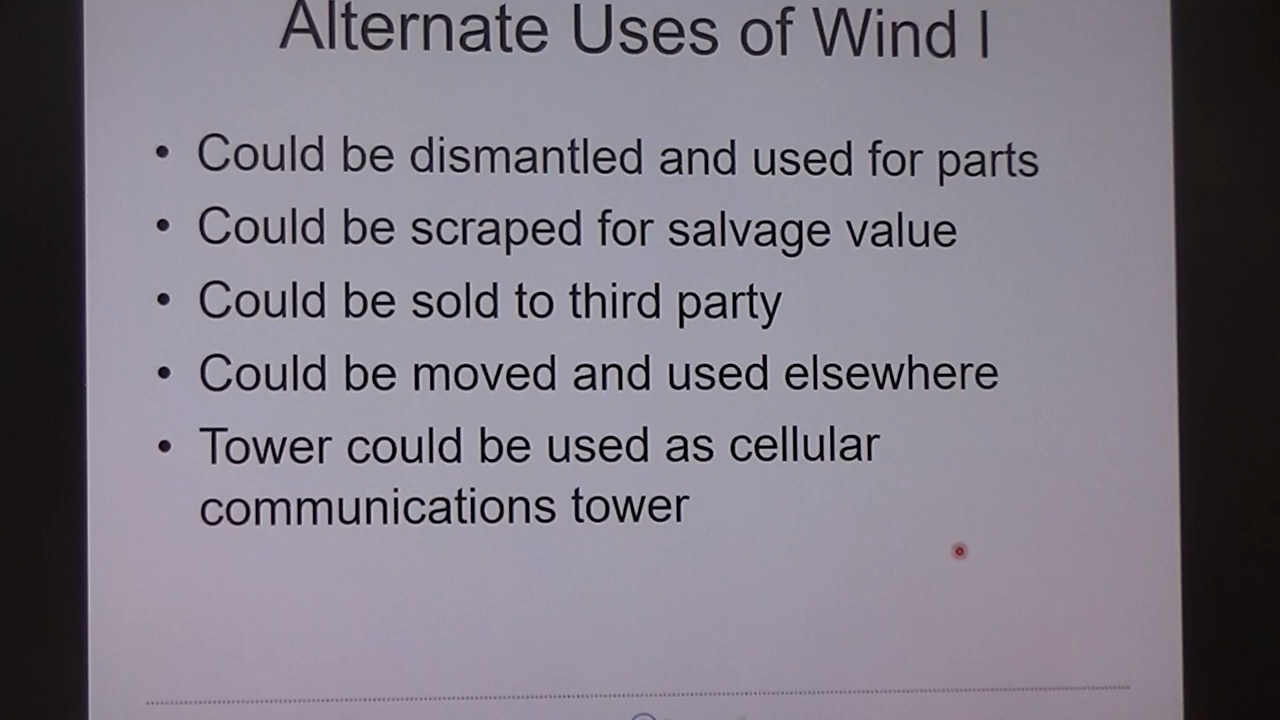 Alternate Uses of Wind I
• Could be dismantled and used for parts
• Could be scraped for salvage value
• Could be sold to third party
• Could be moved and used elsewhere
• Tower could be used as cellular
communications tower